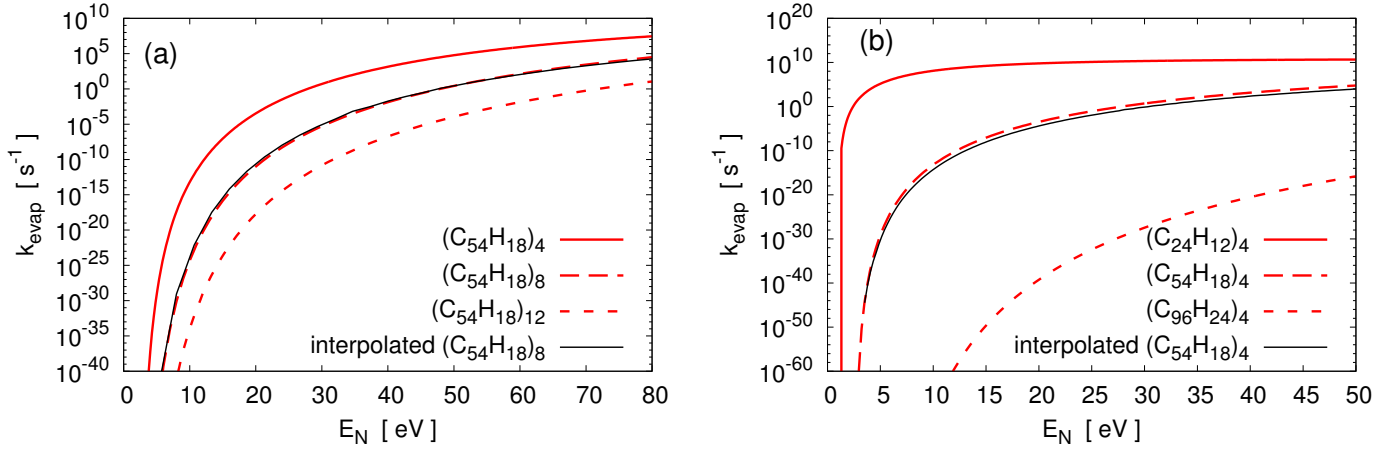 (a)
k_evap [ s^-1 ]
10^10
10^5
10^0
10^-5
10^-10
10^-15
10^-20
10^-25
10^-30
10^-35
10^-40
(C54H18)4
(C54H18)8
(C54H18)12
interpolated (C54H18)8
0 10 20 30 40 50 60 70 80
E_N [ eV ]
(b)
k_evap [ s^-1 ]
10^20
10^10
10^0
10^-10
10^-20
10^-30
10^-40
10^-50
10^-60
(C24H12)4
(C54H18)4
(C96H24)4
interpolated (C54H18)4
0 5 10 15 20 25 30 35 40 45 50
E_N [ eV ]